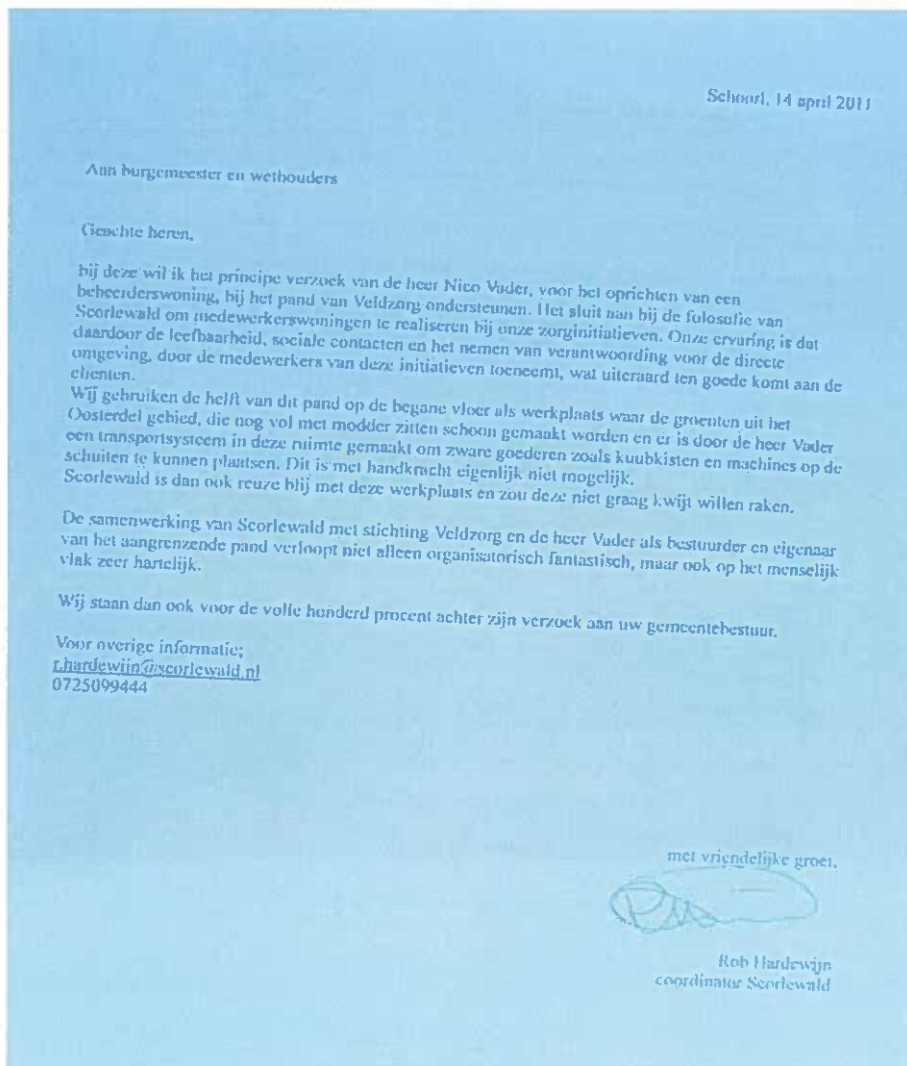 Schoorl, 14 april 2011
Aan burgemeester en wethouders
Geachte heren,
bij deze wil ik het principe verzoek van de heer Nico Vader, voor het oprichten van een
beheerderswoning, bij het pand van Veldzorg ondersteunen. Het sluit aan bij de folosofie van
Scorlewald om medewerkerswoningen te realiseren bij onze zorginitiatieven. Onze ervaring is dat
daardoor de leefbaarheid, sociale contacten en het nemen van verantwoording voor de directe
omgeving, door de medewerkers van deze initiatieven toeneemt, wat uiteraard ten goede komt aan de
clienten.
Wij gebruiken de helft van dit pand op de begane vloer als werkplaats waar de groenten uit het
Oosterdel gebied, die nog vol met modder zitten schoon gemaakt worden en er is door de heer Vader
een transportsysteem in deze ruimte gemaakt om zware goederen zoals kuubkisten en machines op de
schuiten te kunnen plaatsen. Dit is met handkracht eigenlijk niet mogelijk.
Scorlewald is dan ook reuze blij met deze werkplaats en zou deze niet graag kwijt willen raken.
De samenwerking van Scorlewald met stichting Veldzorg en de heer Vader als bestuurder en eigenaar
van het aangrenzende pand verloopt niet alleen organisatorisch fantastisch, maar ook op het menselijk
vlak zeer hartelijk.
Wij staan dan ook voor de volle honderd procent achter zijn verzoek aan uw gemeentebestuur.
Voor overige informatie;
r.hardewijn@scorlewald.nl
0725099444
met vriendelijke groet,
Rob Hardewijn
coordinator Scorlewald